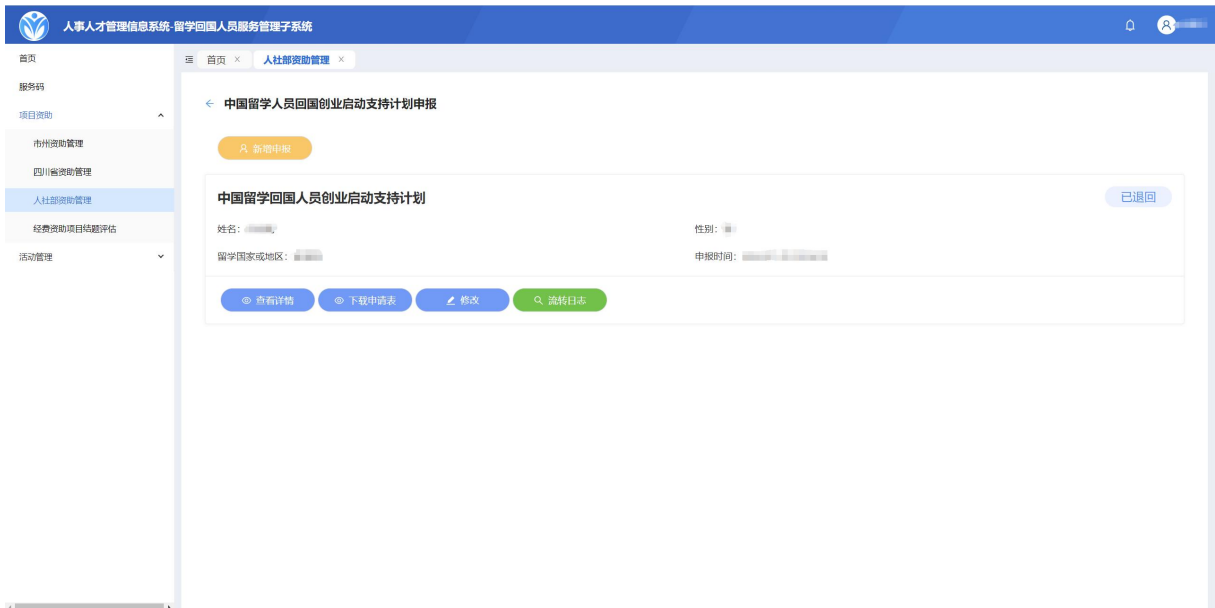 人事人才管理信息系统-留学回国人员服务管理子系统
首页
服务码
项目资助
市州资助管理
四川省资助管理
人社部资助管理
经费资助项目结题评估
活动管理
首页 × 人社部资助管理 ×
中国留学人员回国创业启动支持计划申报
新增申报
中国留学回国人员创业启动支持计划
已退回
姓名: 性别:
留学国家或地区: 申报时间:
查看详情 下载申请表 修改 流转日志